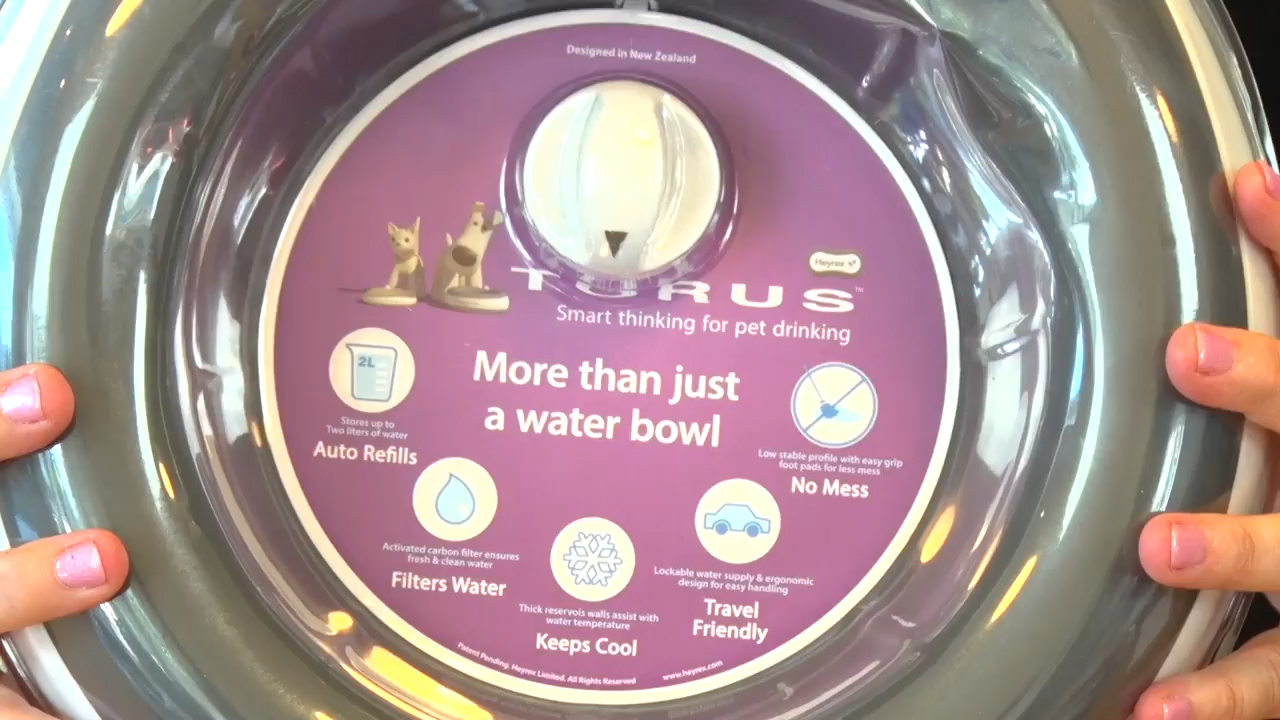 Designed in New Zealand
Heyrex
TORUS™
Smart thinking for pet drinking
More than just
a water bowl
2L
Stores up to
Two liters of water
Auto Refills
Activated carbon filter ensures
fresh & clean water
Filters Water
Thick reservois walls assist with
water temperature
Keeps Cool
Lockable water supply & ergonomic
design for easy handling
Travel
Friendly
Low stable profile with easy grip
foot pads for less mess
No Mess
Patent Pending. Heyrex Limited. All Rights Reserved
www.heyrex.com